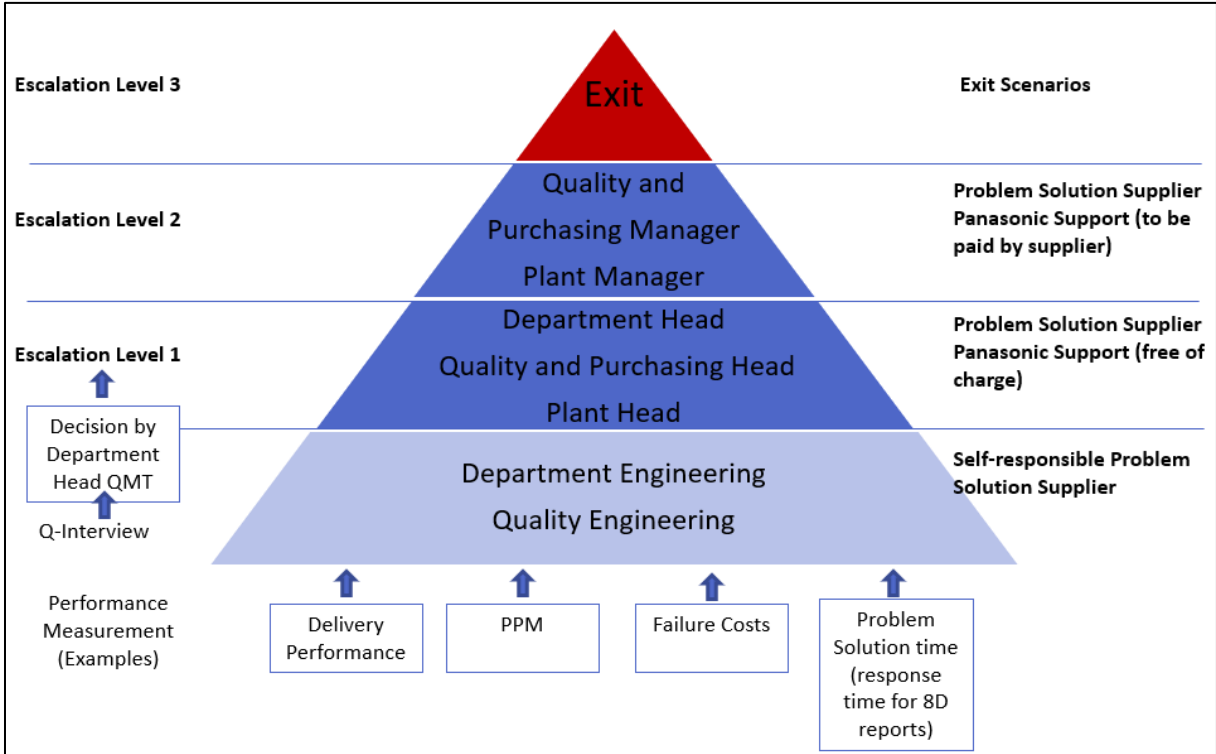 Escalation Level 3
Exit
Exit Scenarios
Escalation Level 2
Quality and
Purchasing Manager
Plant Manager
Problem Solution Supplier
Panasonic Support (to be
paid by supplier)
Escalation Level 1
Department Head
Quality and Purchasing Head
Plant Head
Problem Solution Supplier
Panasonic Support (free of
charge)
Decision by
Department
Head QMT
Q-Interview
Department Engineering
Quality Engineering
Self-responsible Problem
Solution Supplier
Performance
Measurement
(Examples)
Delivery
Performance
PPM
Failure Costs
Problem
Solution time
(response
time for 8D
reports)